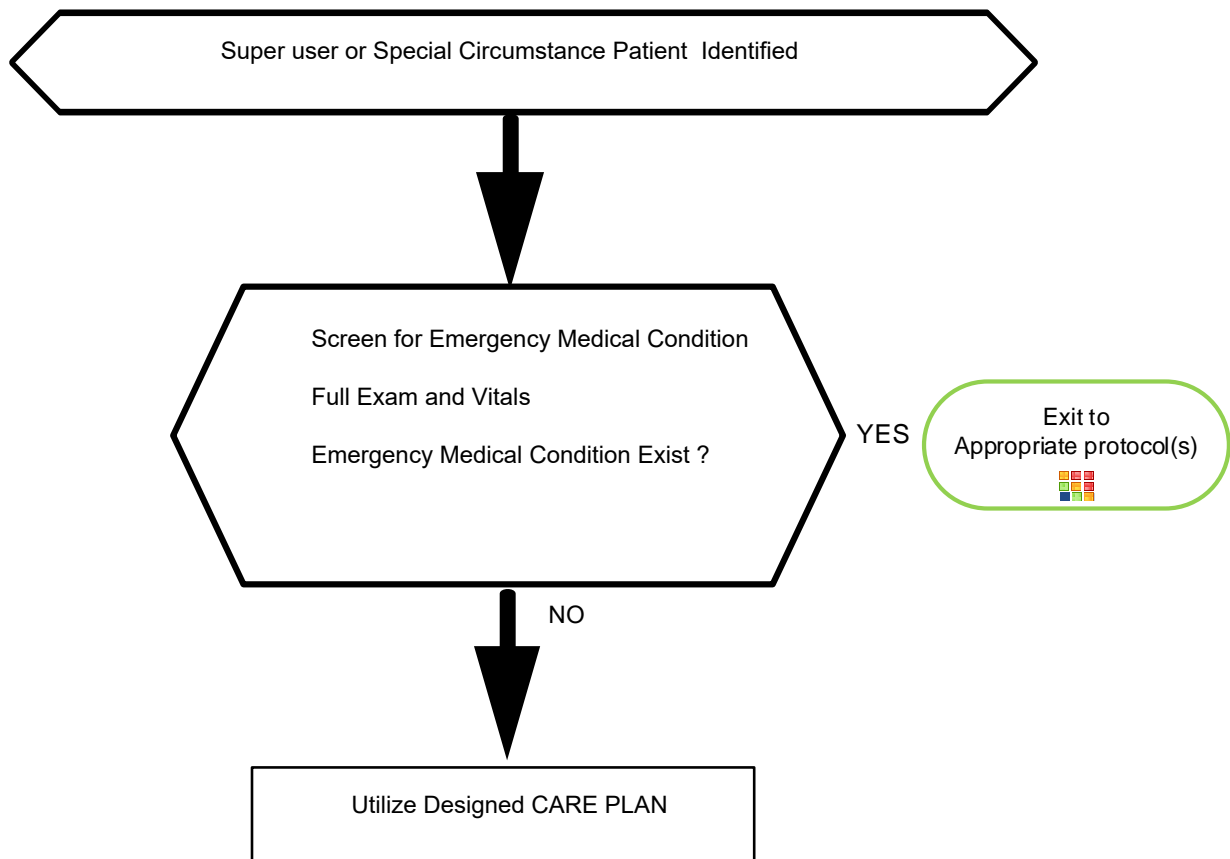 Super user or Special Circumstance Patient  Identified
Screen for Emergency Medical Condition
Full Exam and Vitals
Emergency Medical Condition Exist ?
YES
Exit to
Appropriate protocol(s)
NO
Utilize Designed CARE PLAN